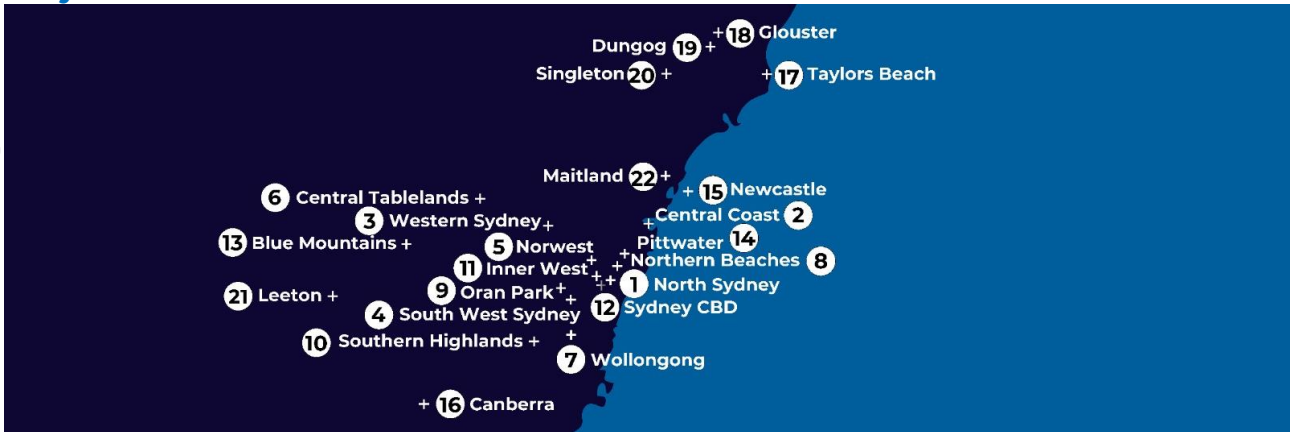 18 Glouster
Dungog 19
Singleton 20
17 Taylors Beach
Maitland 22
15 Newcastle
6 Central Tablelands
Central Coast 2
3 Western Sydney
13 Blue Mountains
Pittwater 14
5 Norwest
Northern Beaches 8
11 Inner West
1 North Sydney
9 Oran Park
21 Leeton
12 Sydney CBD
4 South West Sydney
10 Southern Highlands
7 Wollongong
16 Canberra